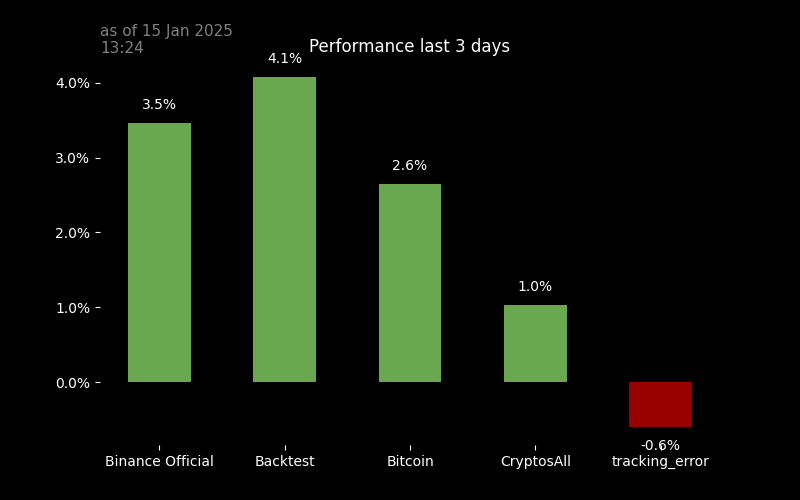 as of 15 Jan 2025
13:24
Performance last 3 days
4.0%
3.0%
2.0%
1.0%
0.0%
3.5%
4.1%
2.6%
1.0%
-0.6%
Binance Official
Backtest
Bitcoin
CryptosAll
tracking_error